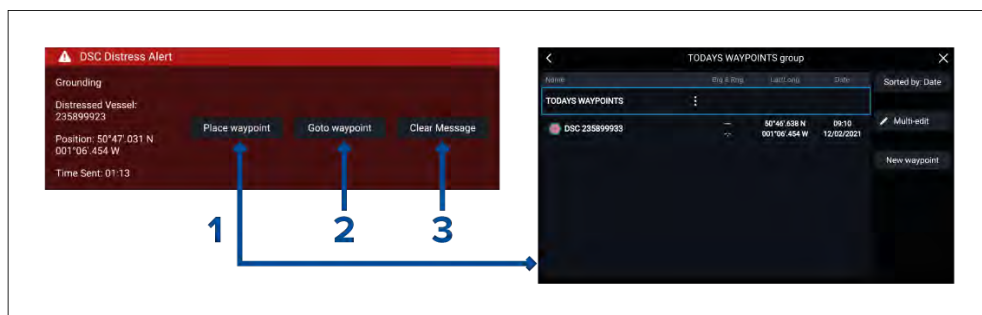 DSC Distress Alert
Grounding
Distressed Vessel:
235899923
Position: 50°47'.031 N
001°06'.454 W
Time Sent: 01:13
Place waypoint
Goto waypoint
Clear Message
1
2
3
TODAYS WAYPOINTS group
Name Brg & Rng Lat/Long Date
TODAYS WAYPOINTS
DSC 235899933 --- 50°46'.638 N 09:10
-.- 001°06'.454 W 12/02/2021
Sorted by: Date
Multi-edit
New waypoint